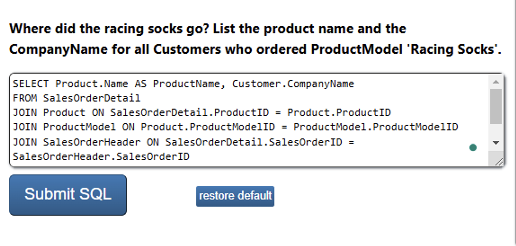 Where did the racing socks go? List the product name and the
CompanyName for all Customers who ordered ProductModel 'Racing Socks'.
SELECT Product.Name AS ProductName, Customer.CompanyName
FROM SalesOrderDetail
JOIN Product ON SalesOrderDetail.ProductID = Product.ProductID
JOIN ProductModel ON Product.ProductModelID = ProductModel.ProductModelID
JOIN SalesOrderHeader ON SalesOrderDetail.SalesOrderID =
SalesOrderHeader.SalesOrderID
Submit SQL
restore default